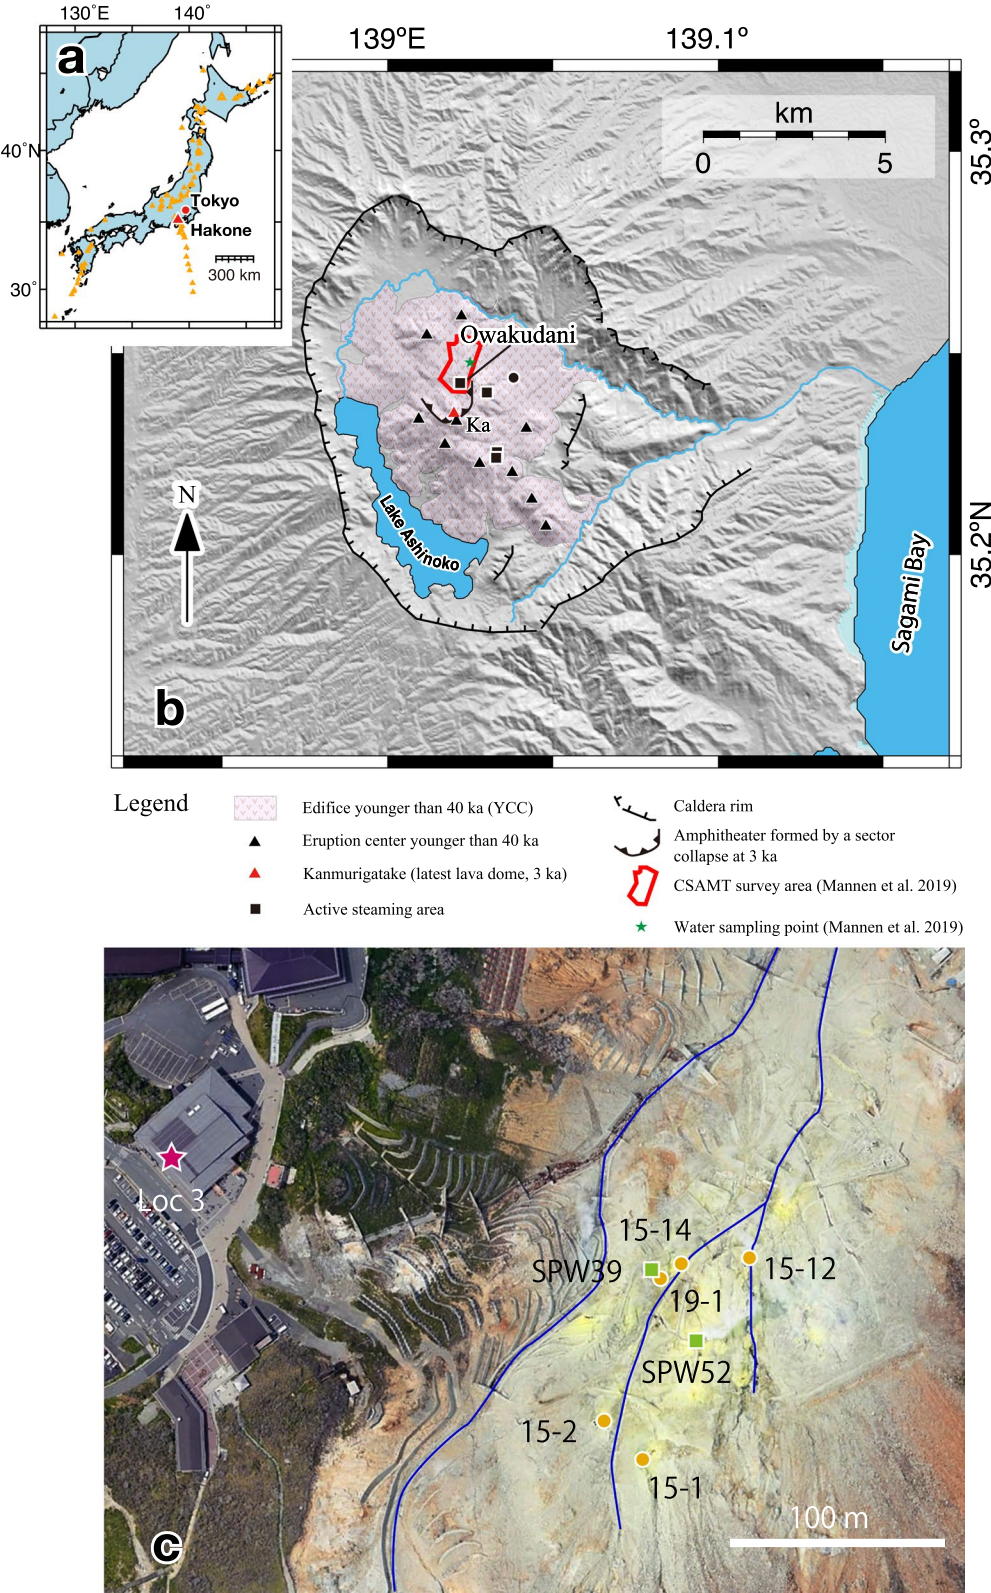 130°E 140°
a
40°N
Tokyo
Hakone
300 km
30°
139°E 139.1°
km
0 5
35.3°
Owakudani
Ka
N
Lake Ashinoko
35.2°N
Sagami Bay
b
Legend
Edifice younger than 40 ka (YCC)
Eruption center younger than 40 ka
Kanmurigatake (latest lava dome, 3 ka)
Active steaming area
Caldera rim
Amphitheater formed by a sector
collapse at 3 ka
CSAMT survey area (Mannen et al. 2019)
Water sampling point (Mannen et al. 2019)
Loc 3
15-14
SPW39
15-12
19-1
SPW52
15-2
15-1
100 m
c